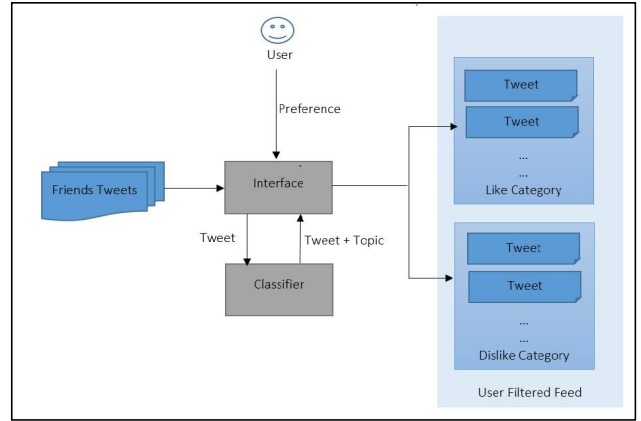 User
Preference
Friends Tweets
Interface
Tweet
Tweet + Topic
Classifier
Tweet
Tweet
...
...
Like Category
Tweet
Tweet
...
...
Dislike Category
User Filtered Feed